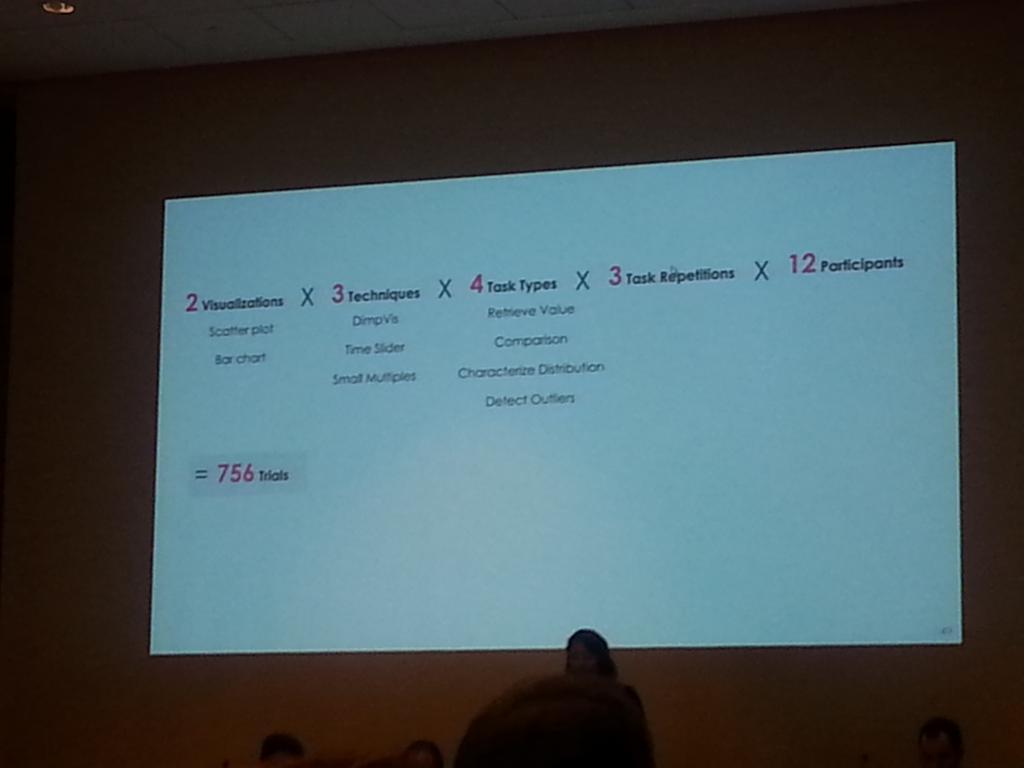 2 Visualizations X 3 Techniques X 4 Task Types X 3 Task Repetitions X 12 Participants
Scatter plot DimpVis Retrieve Value
Bar chart Time Slider Comparison
Small Multiples Characterize Distribution
Detect Outliers
= 756 Trials